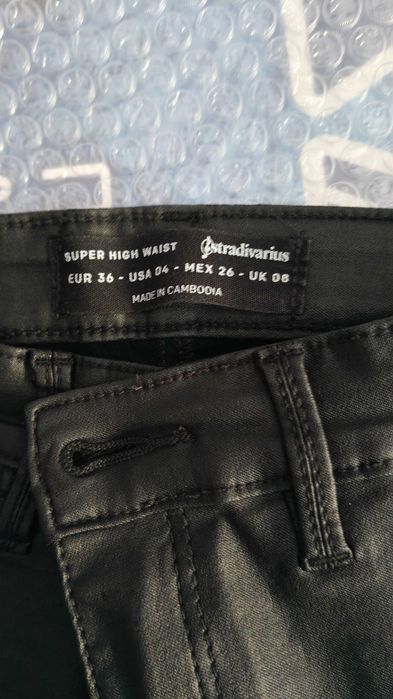 SUPER HIGH WAIST stradivarius
EUR 36 - USA 04 - MEX 26 - UK 08
MADE IN CAMBODIA